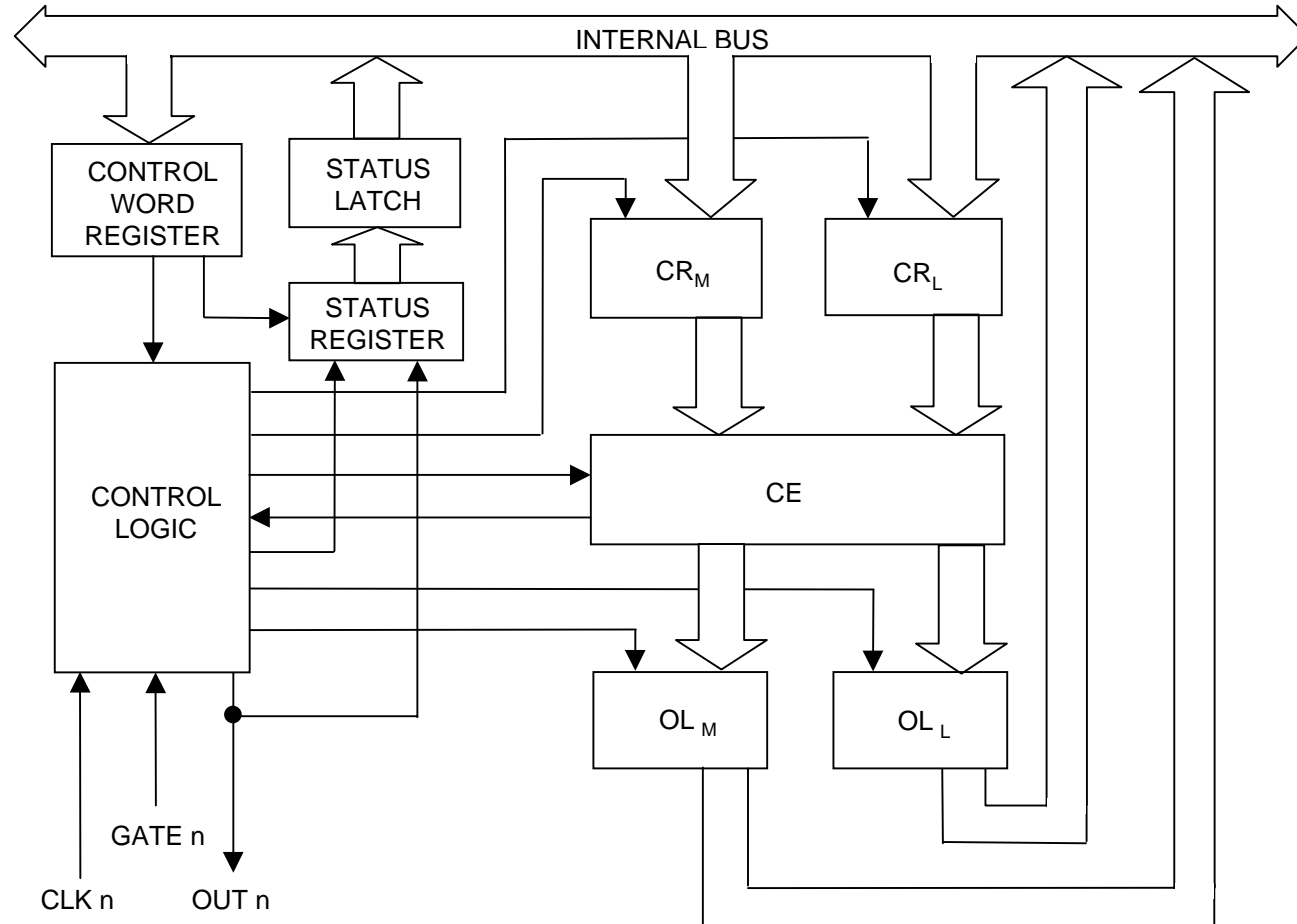 INTERNAL BUS
CONTROL
WORD
REGISTER
STATUS
LATCH
STATUS
REGISTER
CR_M
CR_L
CONTROL
LOGIC
CE
OL_M
OL_L
GATE n
CLK n
OUT n